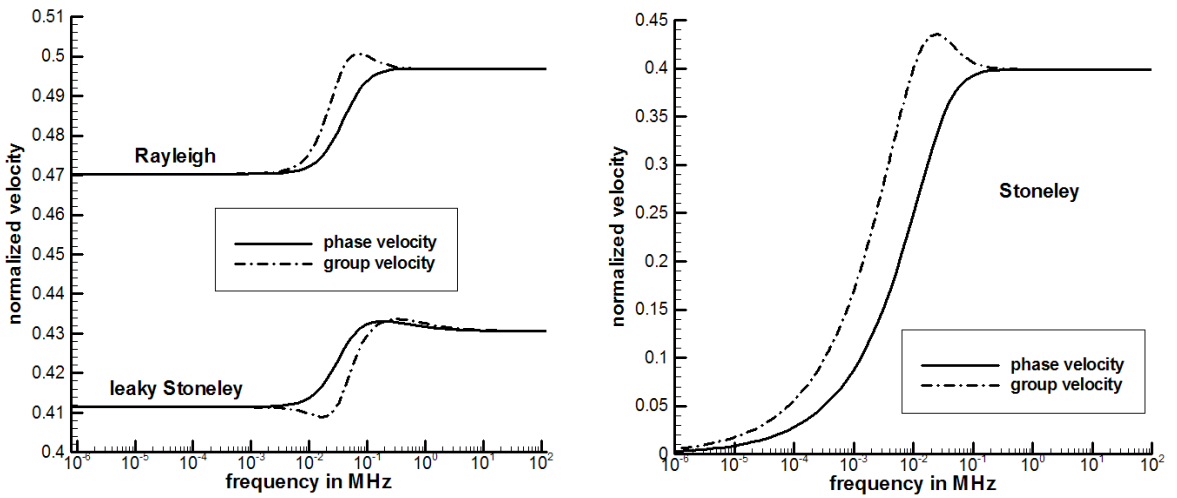 0.51
0.5
0.49
0.48
0.47
0.46
0.45
0.44
0.43
0.42
0.41
0.4
normalized velocity
Rayleigh
phase velocity
group velocity
leaky Stoneley
10⁻⁶ 10⁻⁵ 10⁻⁴ 10⁻³ 10⁻² 10⁻¹ 10⁰ 10¹ 10²
frequency in MHz
0.45
0.4
0.35
0.3
0.25
0.2
0.15
0.1
0.05
0
normalized velocity
Stoneley
phase velocity
group velocity
10⁻⁶ 10⁻⁵ 10⁻⁴ 10⁻³ 10⁻² 10⁻¹ 10⁰ 10¹ 10²
frequency in MHz